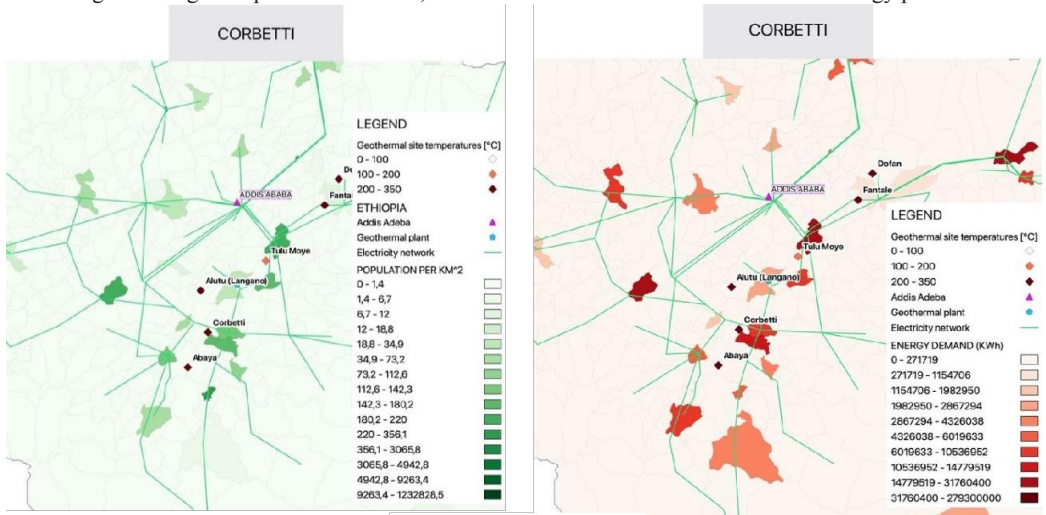 CORBETTI
LEGEND
Geothermal site temperatures [°C]
0 - 100
100 - 200
200 - 350
ETHIOPIA
Addis Adeba
Geothermal plant
Electricity network
POPULATION PER KM^2
0 - 1,4
1,4 - 6,7
6,7 - 12
12 - 18,8
18,8 - 34,9
34,9 - 73,2
73,2 - 112,6
112,6 - 142,3
142,3 - 180,2
180,2 - 220
220 - 356,1
356,1 - 3065,8
3065,8 - 4942,8
4942,8 - 9263,4
9263,4 - 1232828,5
ADDIS ABABA
Fantal
Tulu Moye
Alutu (Langano)
Corbetti
Abaya
CORBETTI
Dofan
Fantale
ADDIS ABABA
Tulu Moye
Alutu (Langano)
Corbetti
Abaya
LEGEND
Geothermal site temperatures [°C]
0 - 100
100 - 200
200 - 350
Addis Adeba
Geothermal plant
Electricity network
ENERGY DEMAND (KWh)
0 - 271719
271719 - 1154706
1154706 - 1982950
1982950 - 2867294
2867294 - 4326038
4326038 - 6019633
6019633 - 10536952
10536952 - 14779519
14779519 - 31760400
31760400 - 279300000